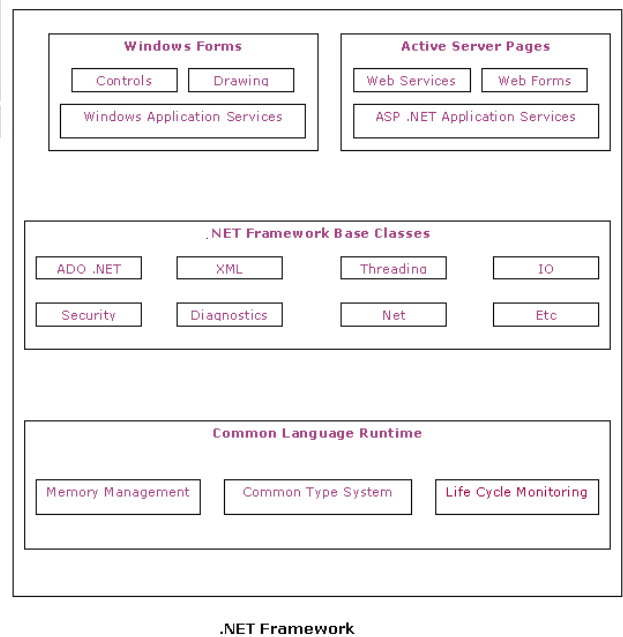 Windows Forms
Active Server Pages
Controls
Drawing
Web Services
Web Forms
Windows Application Services
ASP .NET Application Services
.NET Framework Base Classes
ADO .NET
XML
Threading
IO
Security
Diagnostics
Net
Etc
Common Language Runtime
Memory Management
Common Type System
Life Cycle Monitoring
.NET Framework